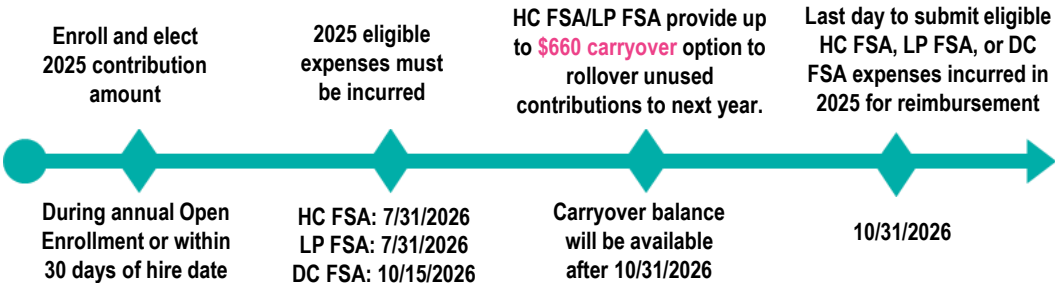 Enroll and elect
2025 contribution
amount
2025 eligible
expenses must
be incurred
HC FSA/LP FSA provide up
to $660 carryover option to
rollover unused
contributions to next year.
Last day to submit eligible
HC FSA, LP FSA, or DC
FSA expenses incurred in
2025 for reimbursement
During annual Open
Enrollment or within
30 days of hire date
HC FSA: 7/31/2026
LP FSA: 7/31/2026
DC FSA: 10/15/2026
Carryover balance
will be available
after 10/31/2026
10/31/2026